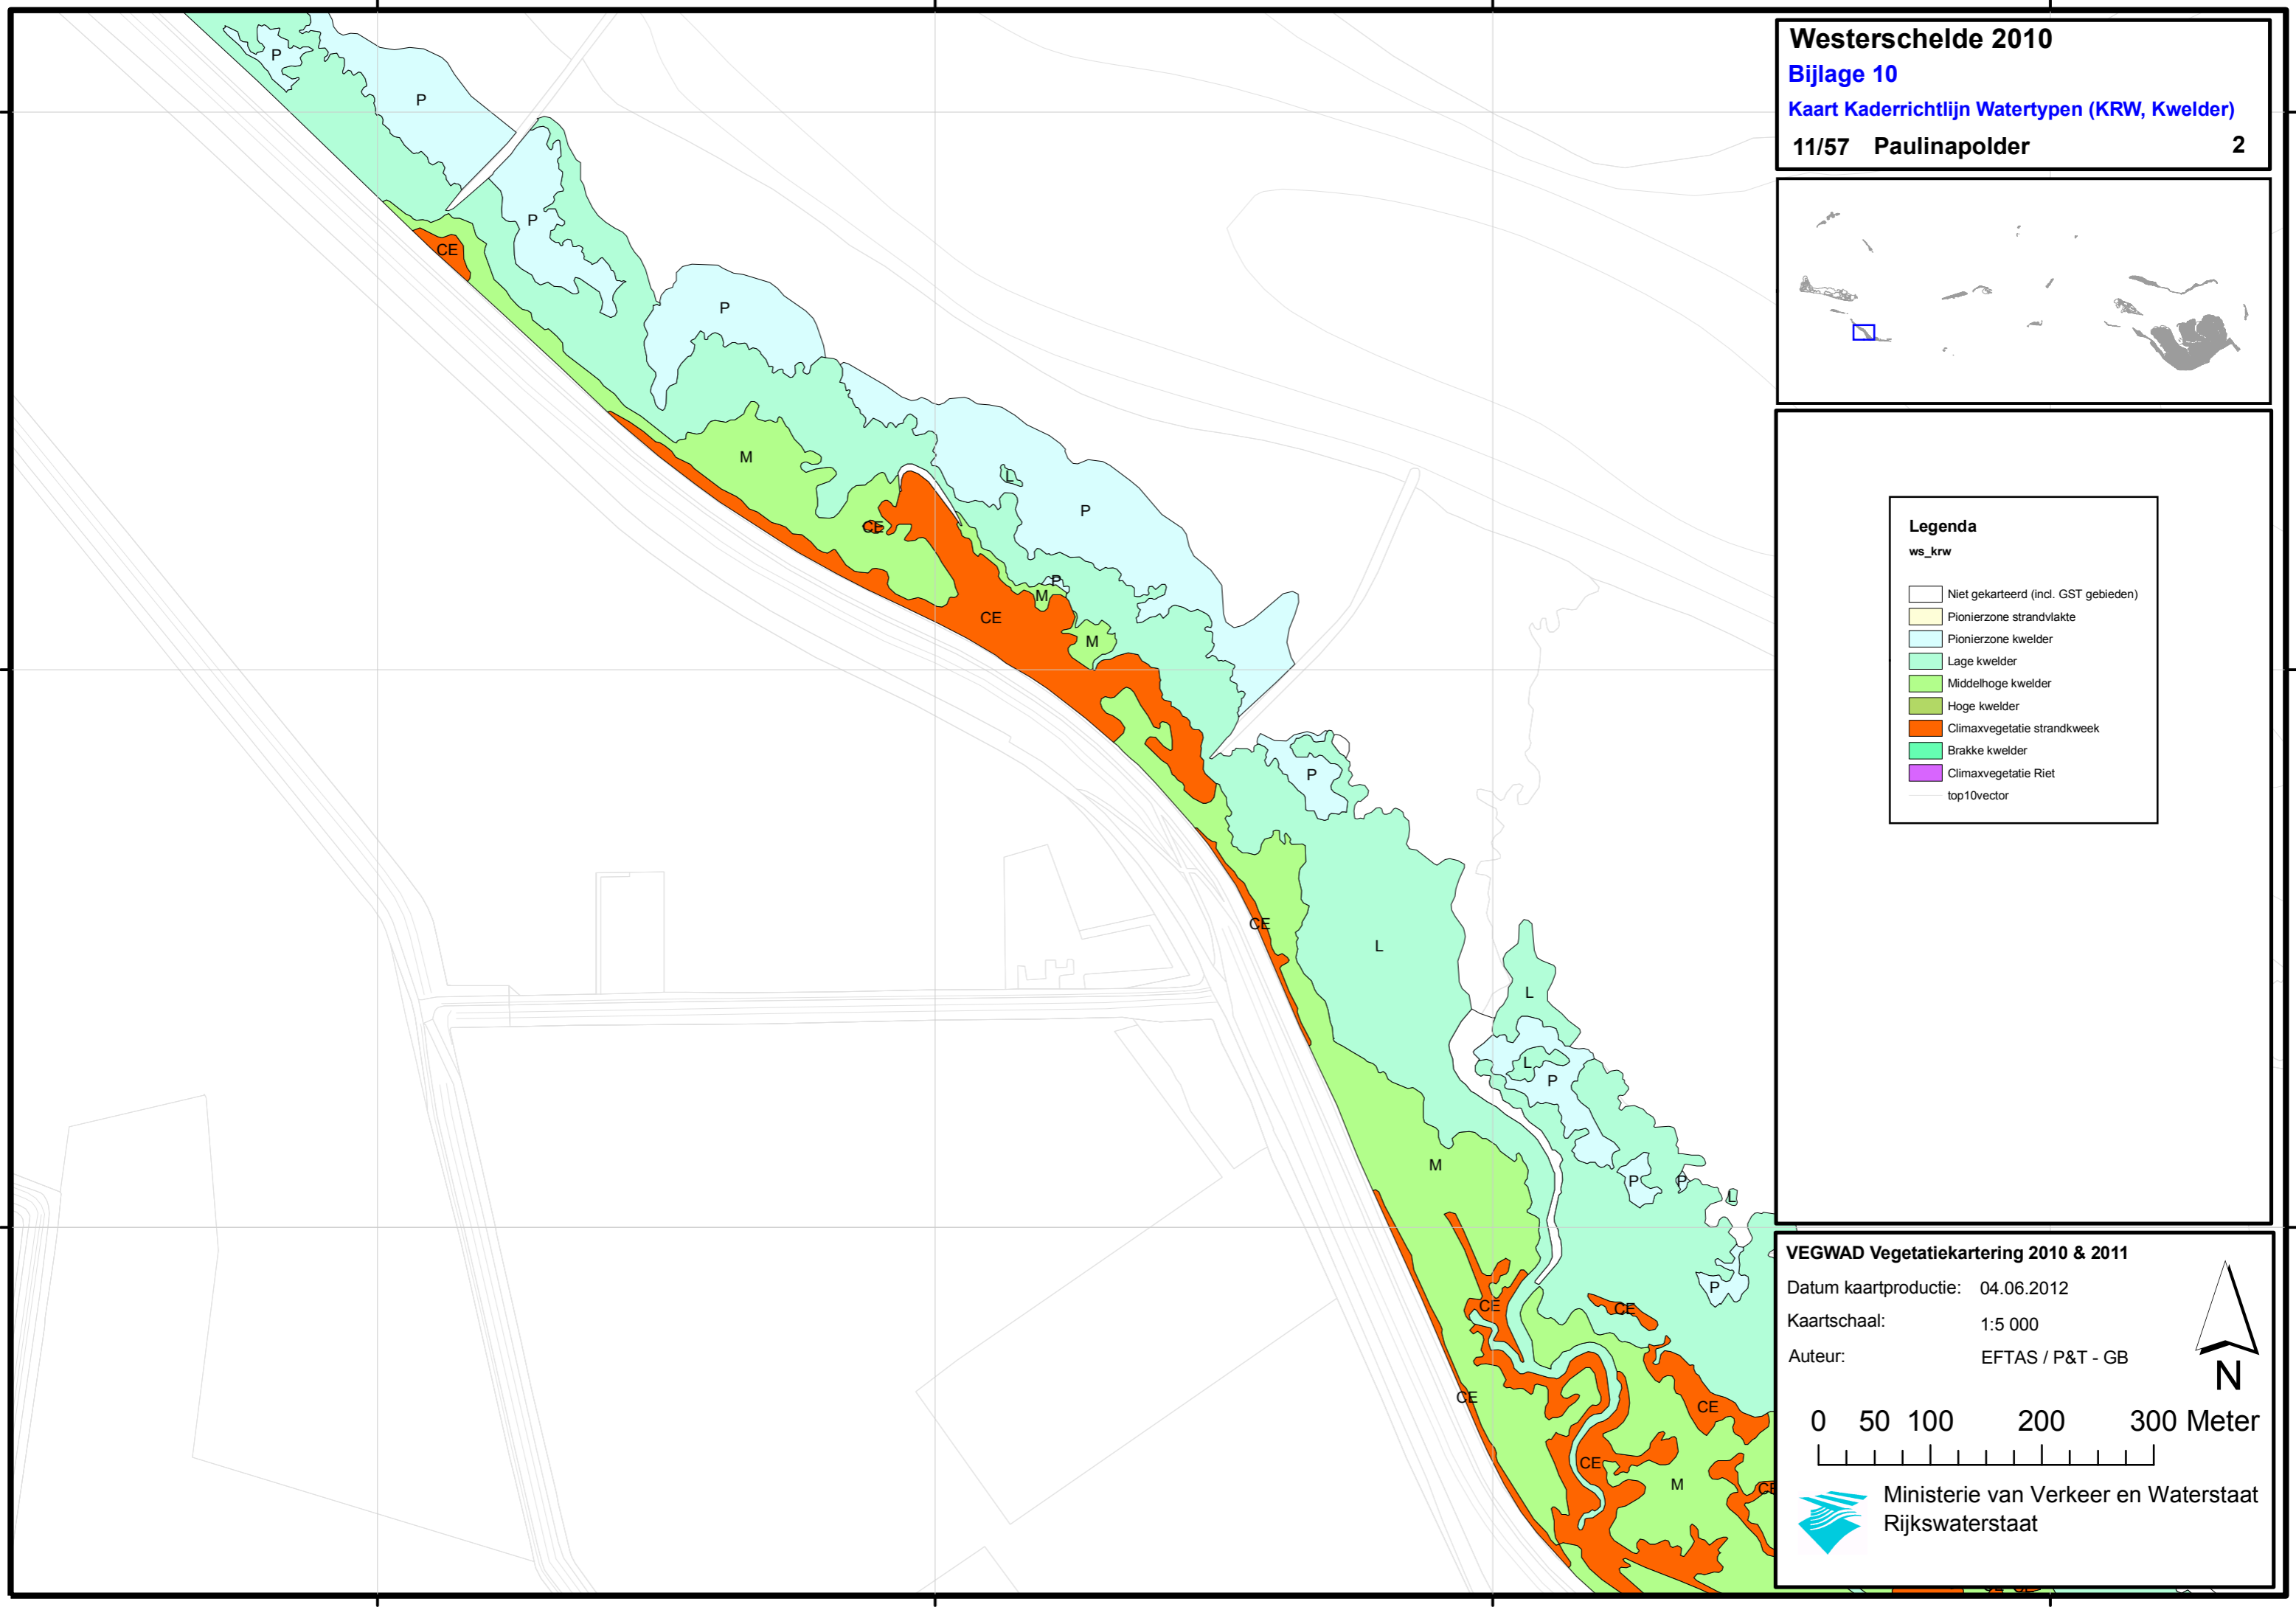 Westerschelde 2010
Bijlage 10
Kaart Kaderrichtlijn Watertypen (KRW, Kwelder)
11/57 Paulinapolder 2
Legenda
ws_krw
Niet gekarteerd (incl. GST gebieden)
Pionierzone strandvlakte
Pionierzone kwelder
Lage kwelder
Middelhoge kwelder
Hoge kwelder
Climaxvegetatie strandkweek
Brakke kwelder
Climaxvegetatie Riet
top10vector
P
P
P
CE
P
M
L
P
CE
P
M
CE
M
P
CE
L
L
L
P
M
P
P
L
P
CE
CE
CE
CE
CE
M
CE
VEGWAD Vegetatiekartering 2010 & 2011
Datum kaartproductie: 04.06.2012
Kaartschaal: 1:5 000
Auteur: EFTAS / P&T - GB
N
0 50 100 200 300 Meter
Ministerie van Verkeer en Waterstaat
Rijkswaterstaat